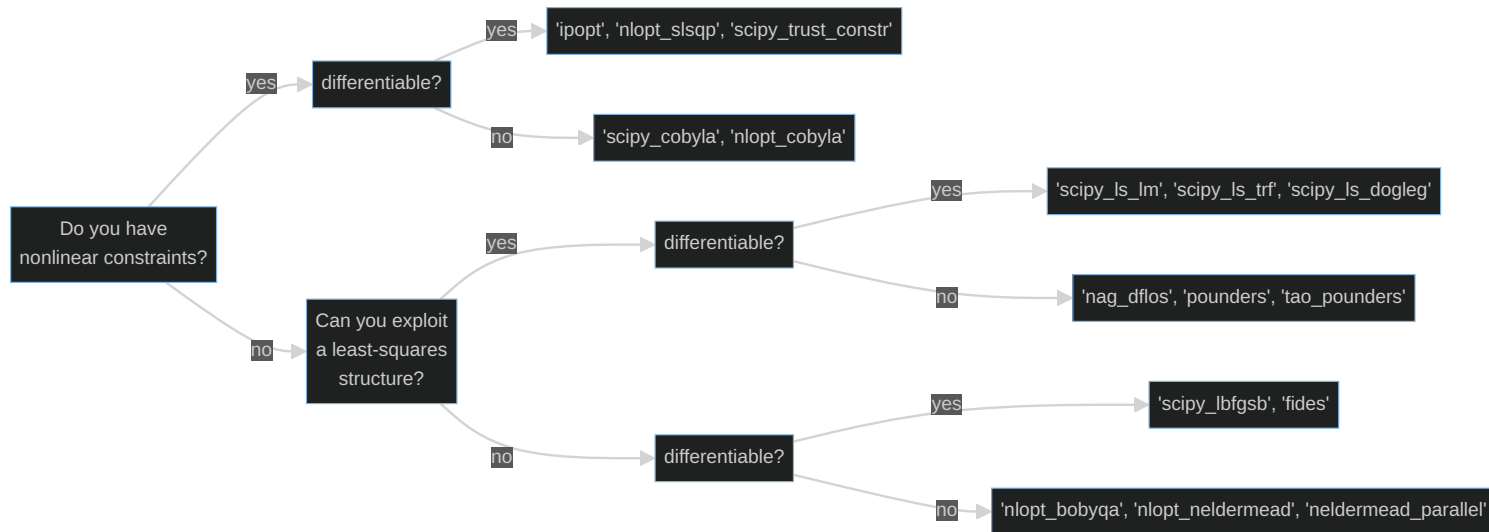 yes
'ipopt', 'nlopt_slsqp', 'scipy_trust_constr'
yes
differentiable?
no
'scipy_cobyla', 'nlopt_cobyla'
Do you have
nonlinear constraints?
yes
'scipy_ls_lm', 'scipy_ls_trf', 'scipy_ls_dogleg'
yes
differentiable?
no
'nag_dflos', 'pounders', 'tao_pounders'
no
Can you exploit
a least-squares
structure?
yes
'scipy_lbfgsb', 'fides'
no
differentiable?
no
'nlopt_bobyqa', 'nlopt_neldermead', 'neldermead_parallel'